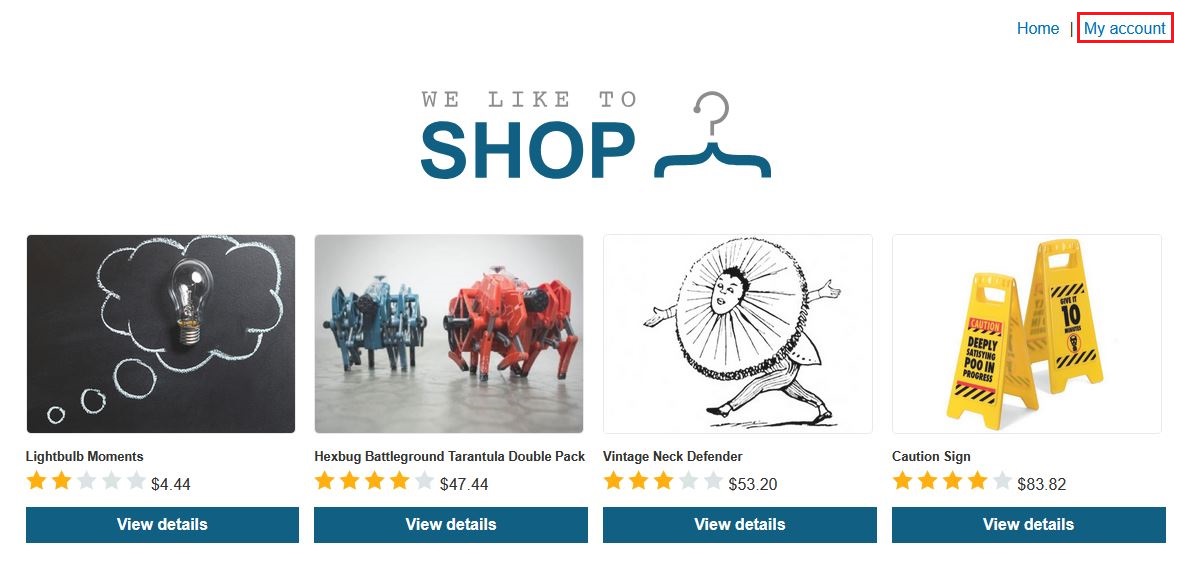 Home | My account
WE LIKE TO
SHOP
CAUTION
DEEPLY
SATISFYING
POO IN
PROGRESS
GIVE IT
10
MINUTES
Lightbulb Moments
$4.44
View details
Hexbug Battleground Tarantula Double Pack
$47.44
View details
Vintage Neck Defender
$53.20
View details
Caution Sign
$83.82
View details